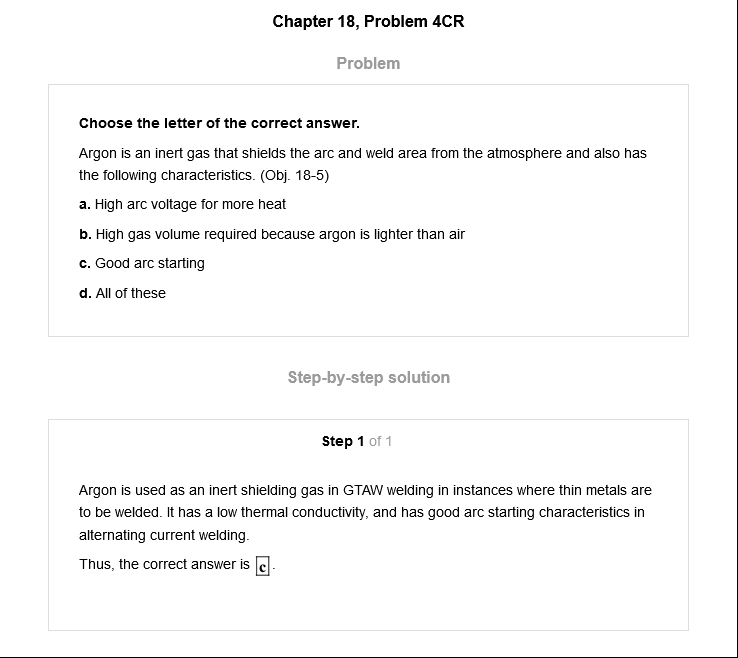 Chapter 18, Problem 4CR
Problem
Choose the letter of the correct answer.
Argon is an inert gas that shields the arc and weld area from the atmosphere and also has
the following characteristics. (Obj. 18-5)
a. High arc voltage for more heat
b. High gas volume required because argon is lighter than air
c. Good arc starting
d. All of these
Step-by-step solution
Step 1 of 1
Argon is used as an inert shielding gas in GTAW welding in instances where thin metals are
to be welded. It has a low thermal conductivity, and has good arc starting characteristics in
alternating current welding.
Thus, the correct answer is c.